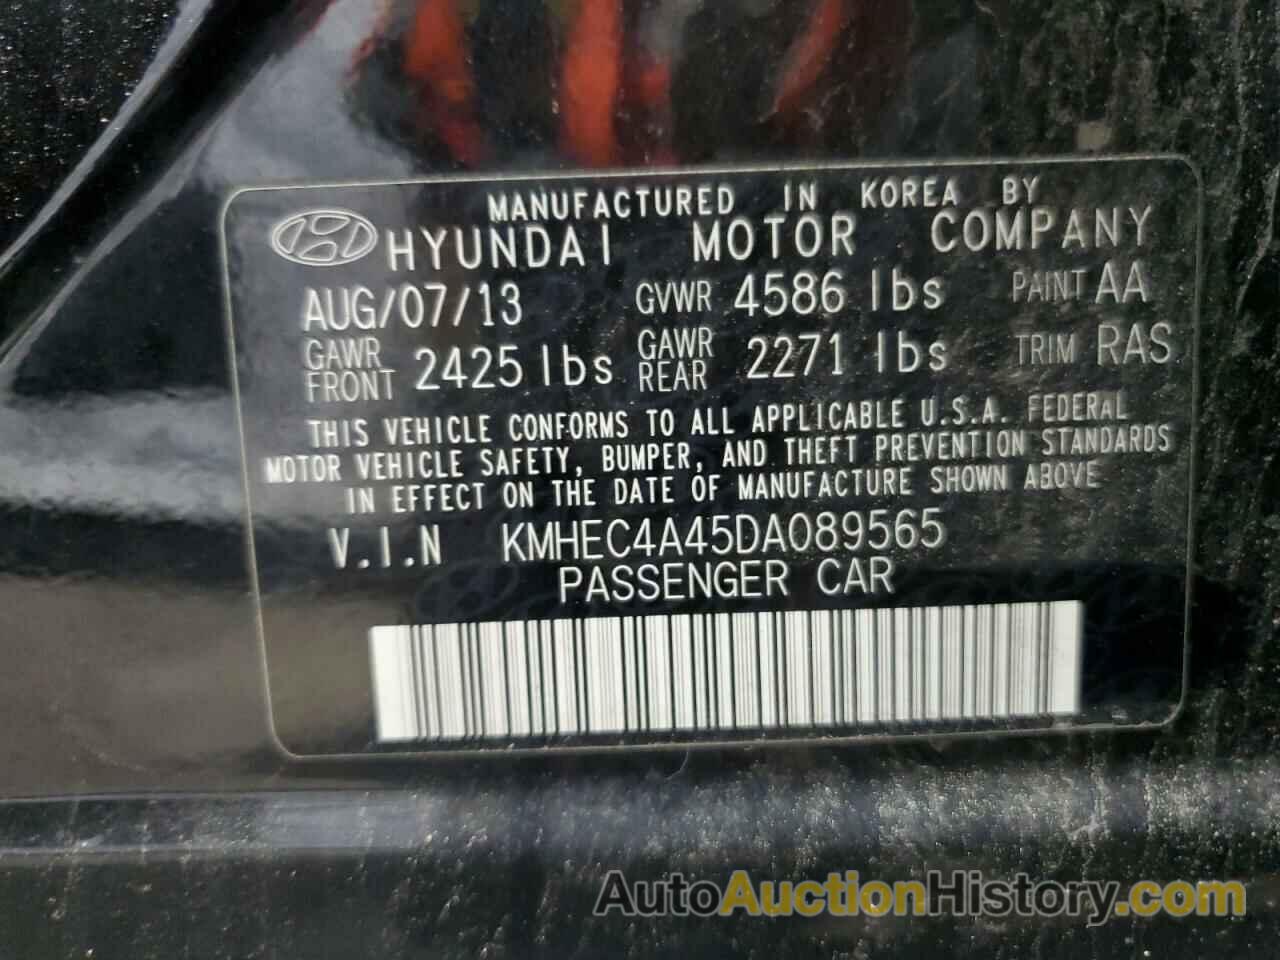 MANUFACTURED IN KOREA BY
HYUNDAI MOTOR COMPANY
AUG/07/13 GVWR 4586 lbs PAINT AA
GAWR FRONT 2425 lbs GAWR REAR 2271 lbs TRIM RAS
THIS VEHICLE CONFORMS TO ALL APPLICABLE U.S.A. FEDERAL
MOTOR VEHICLE SAFETY, BUMPER, AND THEFT PREVENTION STANDARDS
IN EFFECT ON THE DATE OF MANUFACTURE SHOWN ABOVE
V.I.N KMHEC4A45DA089565
PASSENGER CAR
AutoAuctionHistory.com